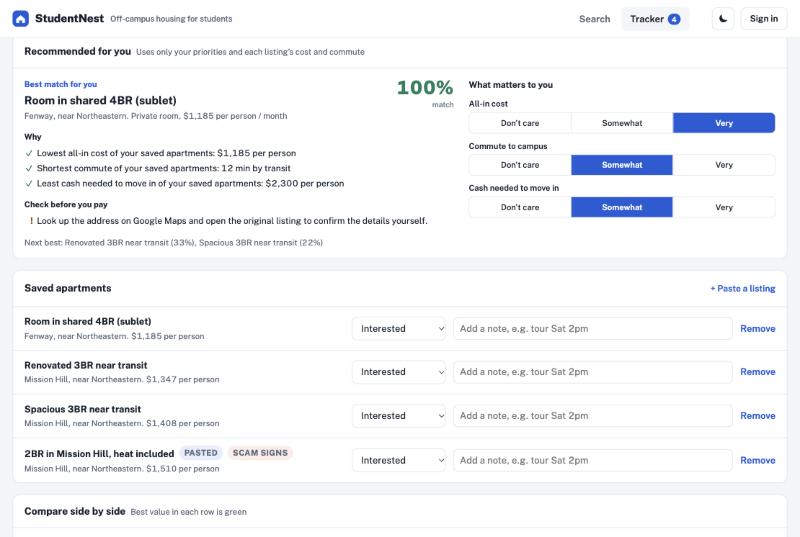 StudentNest Off-campus housing for students
Search
Tracker 4
Sign in
Recommended for you Uses only your priorities and each listing's cost and commute
Best match for you
Room in shared 4BR (sublet)
Fenway, near Northeastern. Private room, $1,185 per person / month
100%
match
Why
✓ Lowest all-in cost of your saved apartments: $1,185 per person
✓ Shortest commute of your saved apartments: 12 min by transit
✓ Least cash needed to move in of your saved apartments: $2,300 per person
Check before you pay
! Look up the address on Google Maps and open the original listing to confirm the details yourself.
Next best: Renovated 3BR near transit (33%), Spacious 3BR near transit (22%)
What matters to you
All-in cost
Don't care Somewhat Very
Commute to campus
Don't care Somewhat Very
Cash needed to move in
Don't care Somewhat Very
Saved apartments
+ Paste a listing
Room in shared 4BR (sublet)
Fenway, near Northeastern. $1,185 per person
Interested
Add a note, e.g. tour Sat 2pm
Remove
Renovated 3BR near transit
Mission Hill, near Northeastern. $1,347 per person
Interested
Add a note, e.g. tour Sat 2pm
Remove
Spacious 3BR near transit
Mission Hill, near Northeastern. $1,408 per person
Interested
Add a note, e.g. tour Sat 2pm
Remove
2BR in Mission Hill, heat included PASTED SCAM SIGNS
Mission Hill, near Northeastern. $1,510 per person
Interested
Add a note, e.g. tour Sat 2pm
Remove
Compare side by side Best value in each row is green